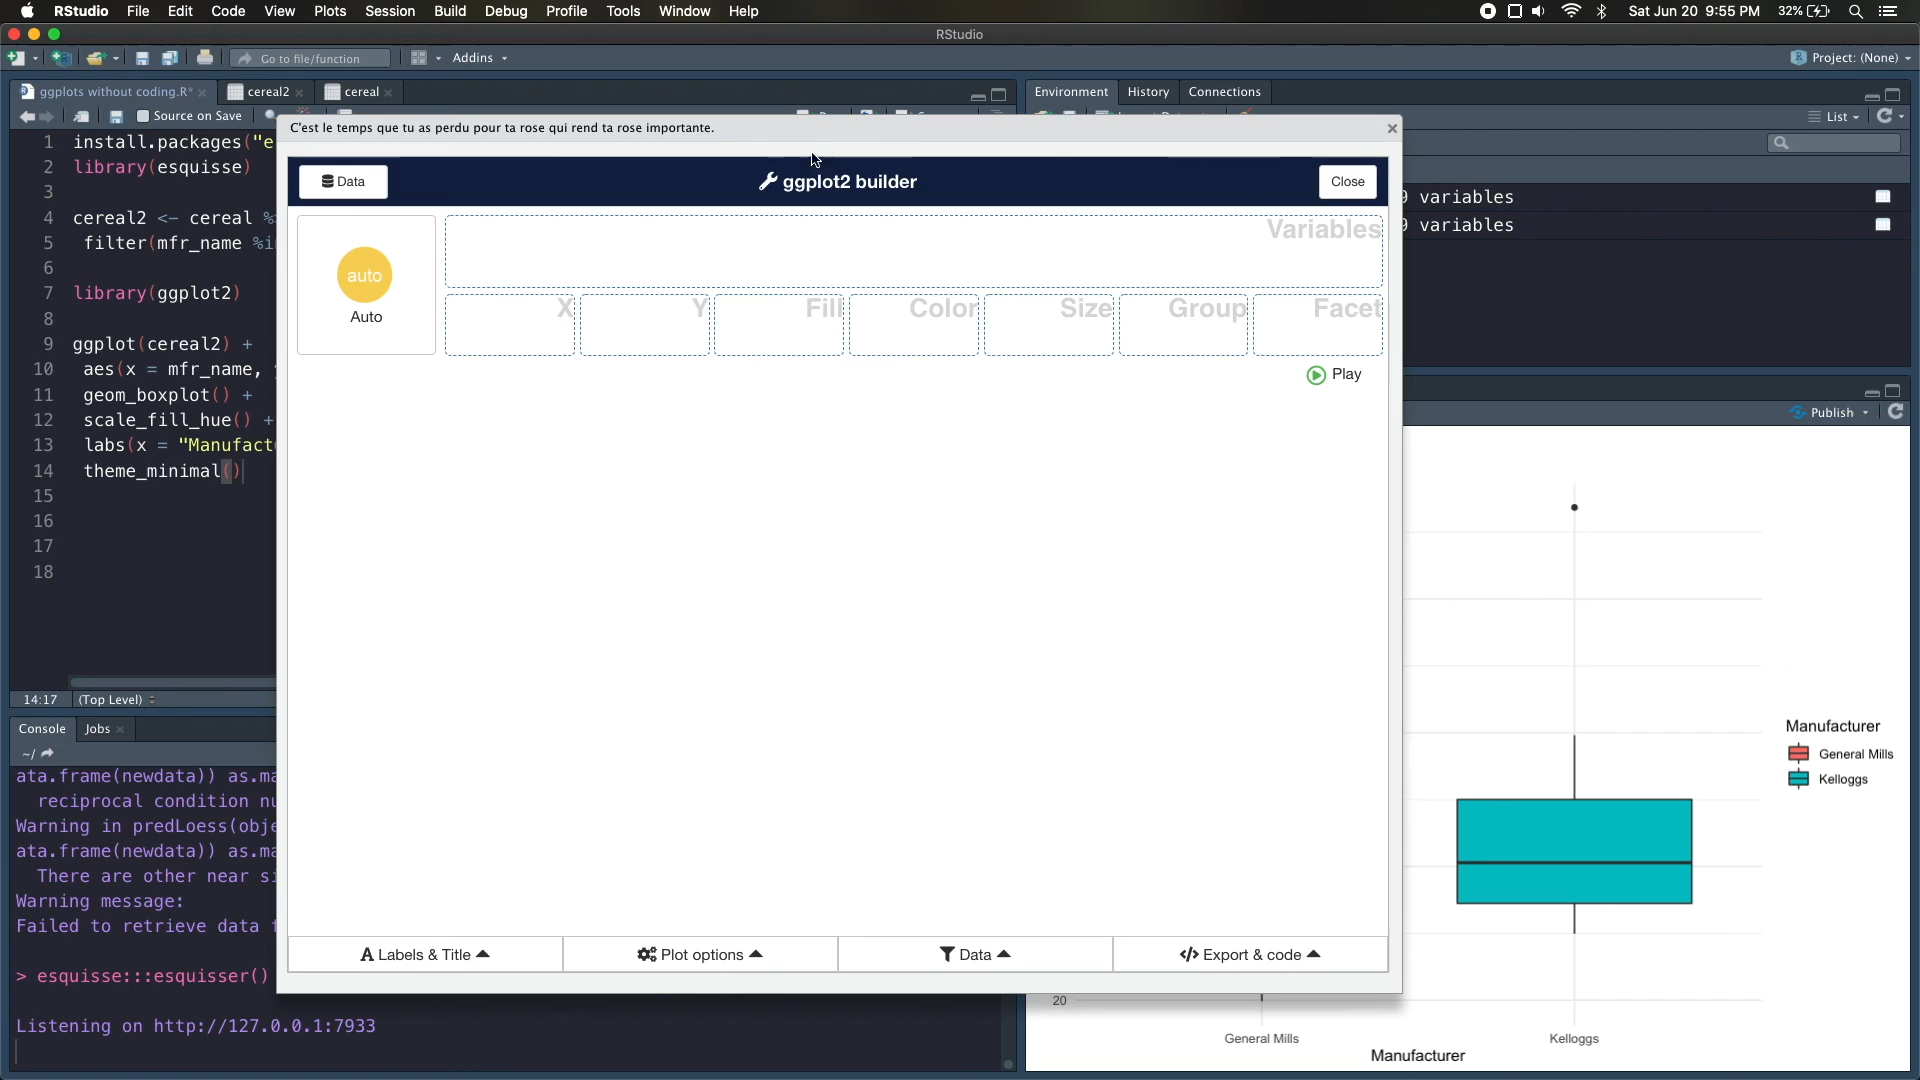 RStudio File Edit Code View Plots Session Build Debug Profile Tools Window Help
Sat Jun 20 9:55 PM 32%
RStudio
Go to file/function
Addins
Project: (None)
ggplots without coding.R*
cereal2
cereal
Environment History Connections
Source on Save
List
C'est le temps que tu as perdu pour ta rose qui rend ta rose importante.
Data
ggplot2 builder
Close
auto
Auto
Variables
X Y Fill Color Size Group Facet
Play
Labels & Title
Plot options
Data
Export & code
1 install.packages("e
2 library(esquisse)
3
4 cereal2 <- cereal %
5 filter(mfr_name %i
6
7 library(ggplot2)
8
9 ggplot(cereal2) +
10 aes(x = mfr_name,
11 geom_boxplot() +
12 scale_fill_hue() +
13 labs(x = "Manufact
14 theme_minimal()
15
16
17
18
14:17 (Top Level)
Console Jobs
~/
ata.frame(newdata)) as.ma
reciprocal condition nu
Warning in predLoess(obje
ata.frame(newdata)) as.ma
There are other near si
Warning message:
Failed to retrieve data f
> esquisse:::esquisser()
Listening on http://127.0.0.1:7933
variables
variables
Publish
Manufacturer
General Mills
Kelloggs
20
General Mills
Kelloggs
Manufacturer